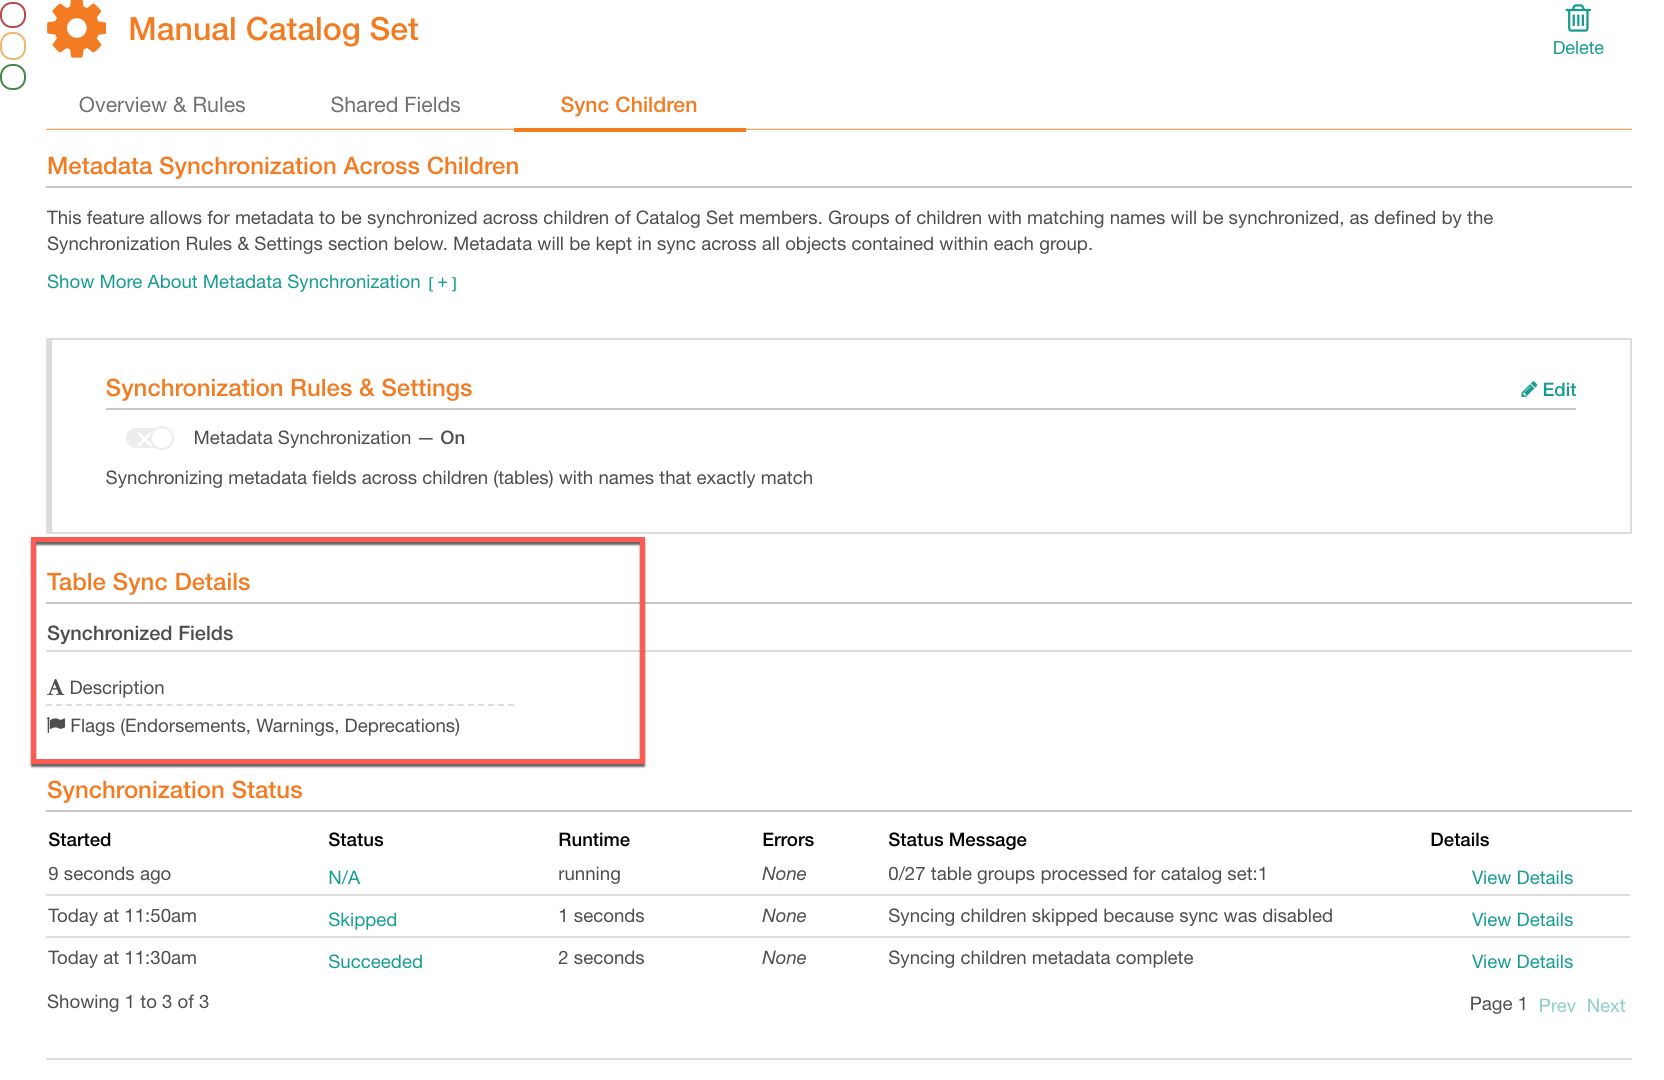 Manual Catalog Set
Delete
Overview & Rules Shared Fields Sync Children
Metadata Synchronization Across Children
This feature allows for metadata to be synchronized across children of Catalog Set members. Groups of children with matching names will be synchronized, as defined by the
Synchronization Rules & Settings section below. Metadata will be kept in sync across all objects contained within each group.
Show More About Metadata Synchronization [ + ]
Synchronization Rules & Settings
Edit
Metadata Synchronization — On
Synchronizing metadata fields across children (tables) with names that exactly match
Table Sync Details
Synchronized Fields
A Description
Flags (Endorsements, Warnings, Deprecations)
Synchronization Status
Started Status Runtime Errors Status Message Details
9 seconds ago N/A running None 0/27 table groups processed for catalog set:1 View Details
Today at 11:50am Skipped 1 seconds None Syncing children skipped because sync was disabled View Details
Today at 11:30am Succeeded 2 seconds None Syncing children metadata complete View Details
Showing 1 to 3 of 3
Page 1 Prev Next